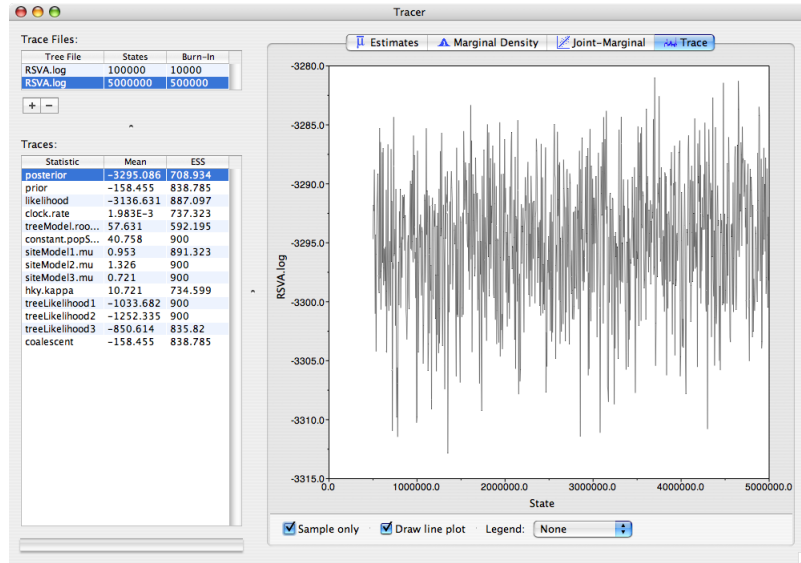 Tracer
Trace Files:
Tree File States Burn-In
RSVA.log 100000 10000
RSVA.log 5000000 500000
+ -
Traces:
Statistic Mean ESS
posterior -3295.086 708.934
prior -158.455 838.785
likelihood -3136.631 887.097
clock.rate 1.983E-3 737.323
treeModel.roo... 57.631 592.195
constant.popS... 40.758 900
siteModel1.mu 0.953 891.323
siteModel2.mu 1.326 900
siteModel3.mu 0.721 900
hky.kappa 10.721 734.599
treeLikelihood1 -1033.682 900
treeLikelihood2 -1252.335 900
treeLikelihood3 -850.614 835.82
coalescent -158.455 838.785
Estimates Marginal Density Joint-Marginal Trace
-3280.0
-3285.0
-3290.0
-3295.0
-3300.0
-3305.0
-3310.0
-3315.0
RSVA.log
0.0 1000000.0 2000000.0 3000000.0 4000000.0 5000000.0
State
Sample only Draw line plot Legend: None